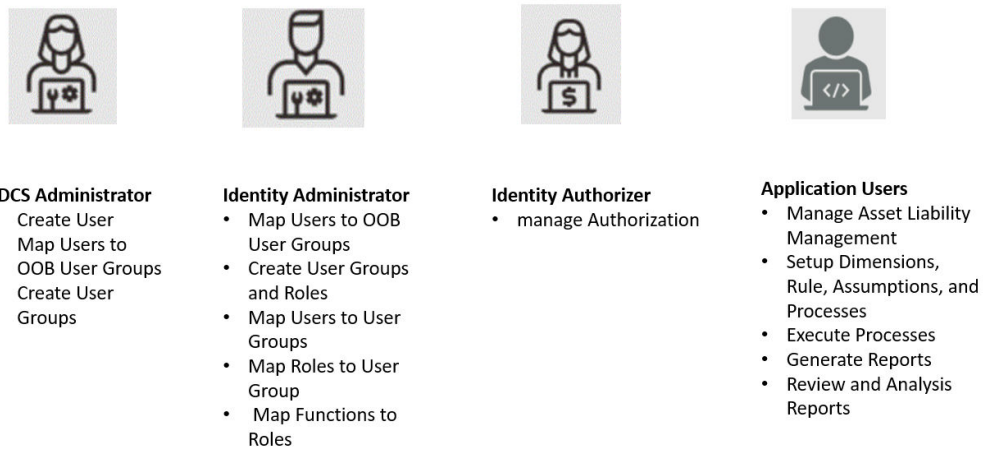 DCS Administrator
Create User
Map Users to
OOB User Groups
Create User
Groups
Identity Administrator
• Map Users to OOB
User Groups
• Create User Groups
and Roles
• Map Users to User
Groups
• Map Roles to User
Group
• Map Functions to
Roles
Identity Authorizer
• manage Authorization
Application Users
• Manage Asset Liability
Management
• Setup Dimensions,
Rule, Assumptions, and
Processes
• Execute Processes
• Generate Reports
• Review and Analysis
Reports
$
</>